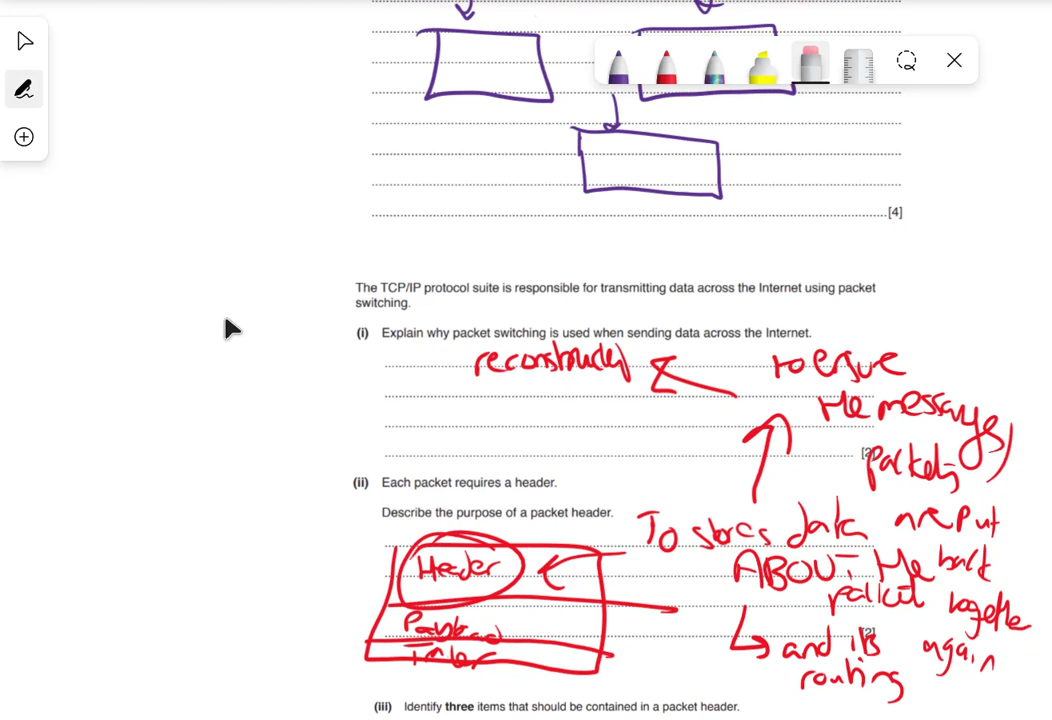 [4]
The TCP/IP protocol suite is responsible for transmitting data across the Internet using packet
switching.
(i) Explain why packet switching is used when sending data across the Internet.
reconstructed
to ensure
the messages/
packets
are put
back
together
again
[2]
(ii) Each packet requires a header.
Describe the purpose of a packet header.
To stores data
ABOUT the
packet
and its
routing
Header
Payload
Trailer
[2]
(iii) Identify three items that should be contained in a packet header.